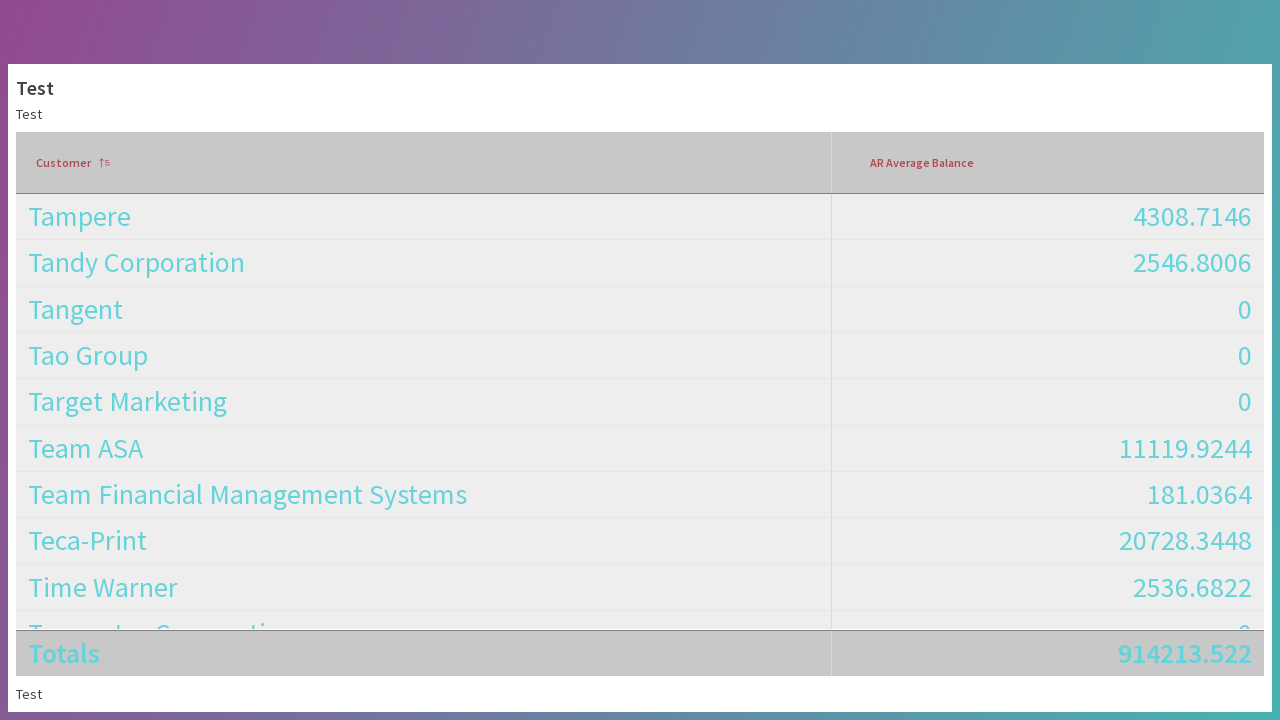 Test
Test
Customer AR Average Balance
Tampere 4308.7146
Tandy Corporation 2546.8006
Tangent 0
Tao Group 0
Target Marketing 0
Team ASA 11119.9244
Team Financial Management Systems 181.0364
Teca-Print 20728.3448
Time Warner 2536.6822
Totals 914213.522
Test